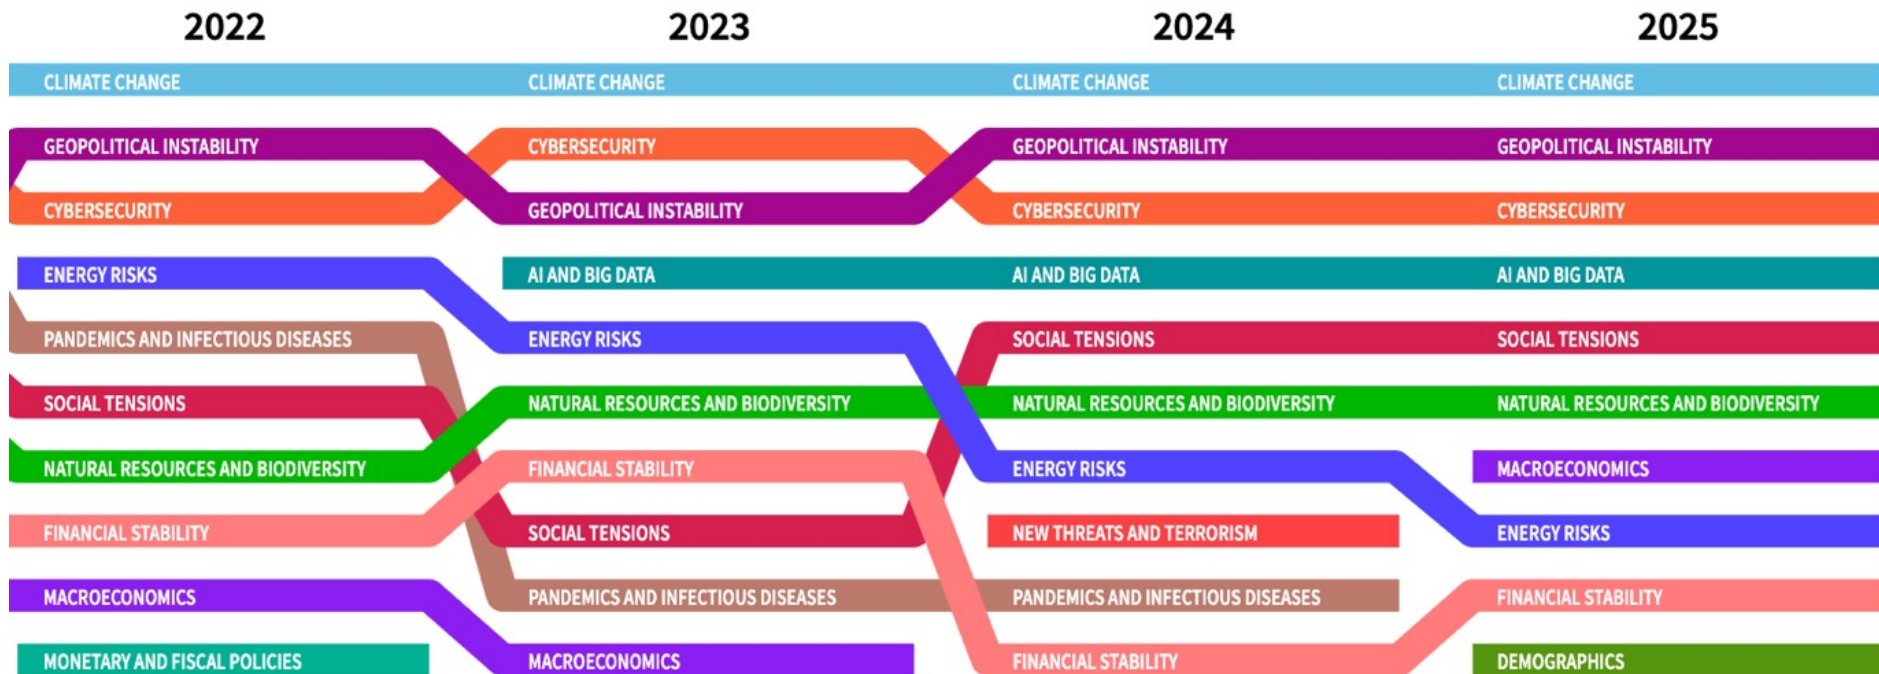 2022 2023 2024 2025
CLIMATE CHANGE CLIMATE CHANGE CLIMATE CHANGE CLIMATE CHANGE
GEOPOLITICAL INSTABILITY CYBERSECURITY GEOPOLITICAL INSTABILITY GEOPOLITICAL INSTABILITY
CYBERSECURITY GEOPOLITICAL INSTABILITY CYBERSECURITY CYBERSECURITY
ENERGY RISKS AI AND BIG DATA AI AND BIG DATA AI AND BIG DATA
PANDEMICS AND INFECTIOUS DISEASES ENERGY RISKS SOCIAL TENSIONS SOCIAL TENSIONS
SOCIAL TENSIONS NATURAL RESOURCES AND BIODIVERSITY NATURAL RESOURCES AND BIODIVERSITY NATURAL RESOURCES AND BIODIVERSITY
NATURAL RESOURCES AND BIODIVERSITY FINANCIAL STABILITY ENERGY RISKS MACROECONOMICS
FINANCIAL STABILITY SOCIAL TENSIONS NEW THREATS AND TERRORISM ENERGY RISKS
MACROECONOMICS PANDEMICS AND INFECTIOUS DISEASES PANDEMICS AND INFECTIOUS DISEASES FINANCIAL STABILITY
MONETARY AND FISCAL POLICIES MACROECONOMICS FINANCIAL STABILITY DEMOGRAPHICS